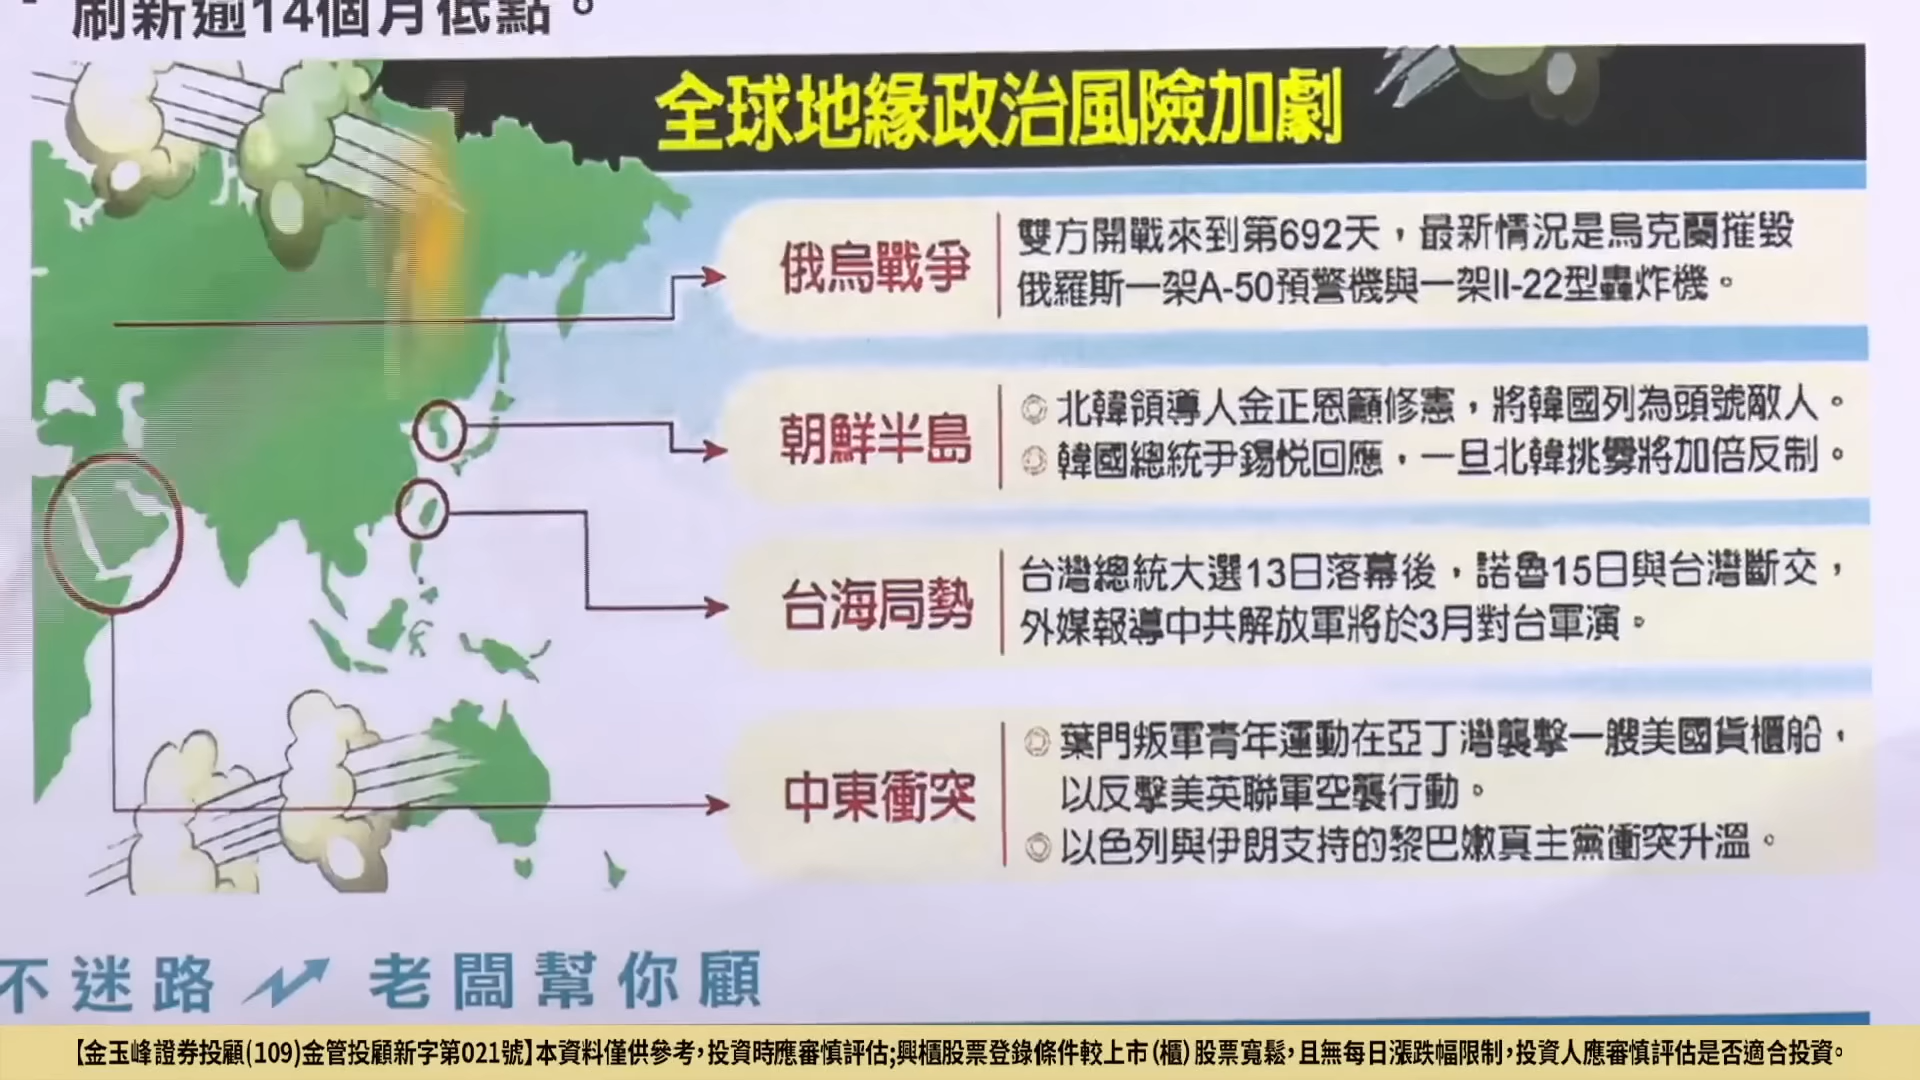 刷新逾14個月低點。
全球地緣政治風險加劇
俄烏戰爭
雙方開戰來到第692天，最新情況是烏克蘭摧毀
俄羅斯一架A-50預警機與一架Il-22型轟炸機。
朝鮮半島
◎北韓領導人金正恩籲修憲，將韓國列為頭號敵人。
◎韓國總統尹錫悅回應，一旦北韓挑釁將加倍反制。
台海局勢
台灣總統大選13日落幕後，諾魯15日與台灣斷交，
外媒報導中共解放軍將於3月對台軍演。
中東衝突
◎葉門叛軍青年運動在亞丁灣襲擊一艘美國貨櫃船，
以反擊美英聯軍空襲行動。
◎以色列與伊朗支持的黎巴嫩真主黨衝突升溫。
不迷路 老闆幫你顧
【金玉峰證券投顧(109)金管投顧新字第021號】本資料僅供參考，投資時應審慎評估;興櫃股票登錄條件較上市(櫃)股票寬鬆，且無每日漲跌幅限制，投資人應審慎評估是否適合投資。